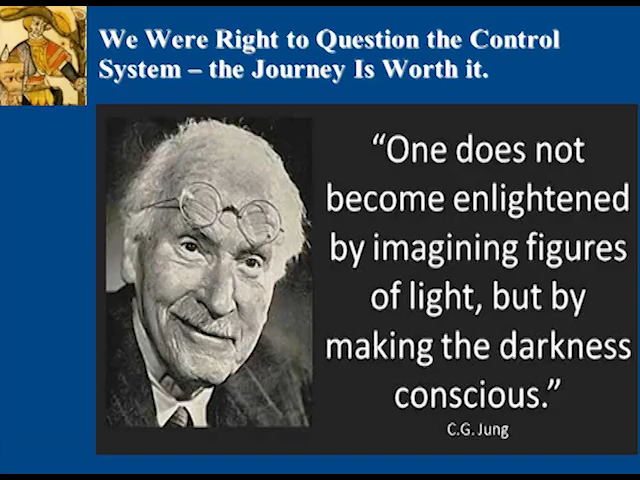 We Were Right to Question the Control
System – the Journey Is Worth it.
“One does not
become enlightened
by imagining figures
of light, but by
making the darkness
conscious.”
C.G. Jung